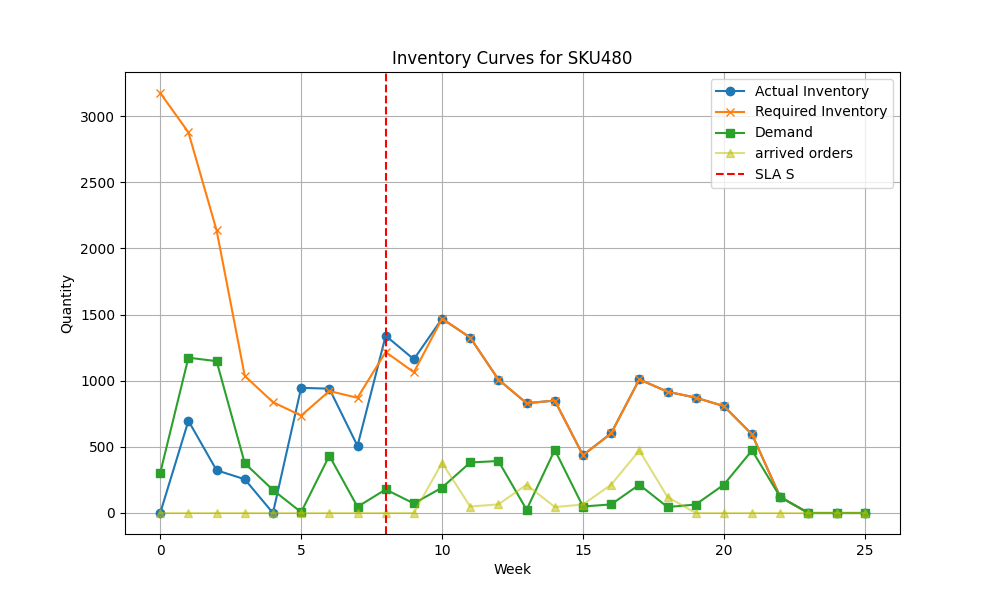 Inventory Curves for SKU480
Actual Inventory
Required Inventory
Demand
arrived orders
SLA S
Quantity
3000
2500
2000
1500
1000
500
0
0 5 10 15 20 25
Week